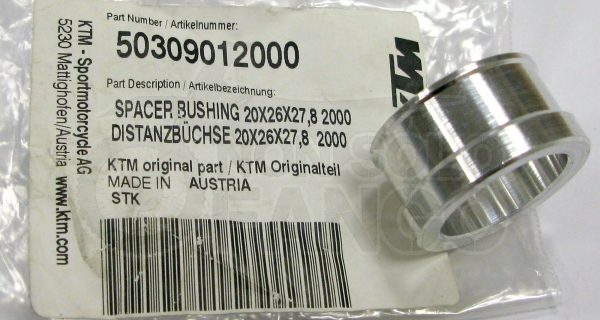 Part Number / Artikelnummer:
50309012000
Part Description / Artikelbezeichnung:
SPACER BUSHING 20X26X27,8 2000
DISTANZBÜCHSE 20X26X27,8 2000
KTM original part / KTM Originalteil
MADE IN AUSTRIA
STK
KTM - Sportmotorcycle AG
5230 Mattighofen/Austria
www.ktm.com
KTM